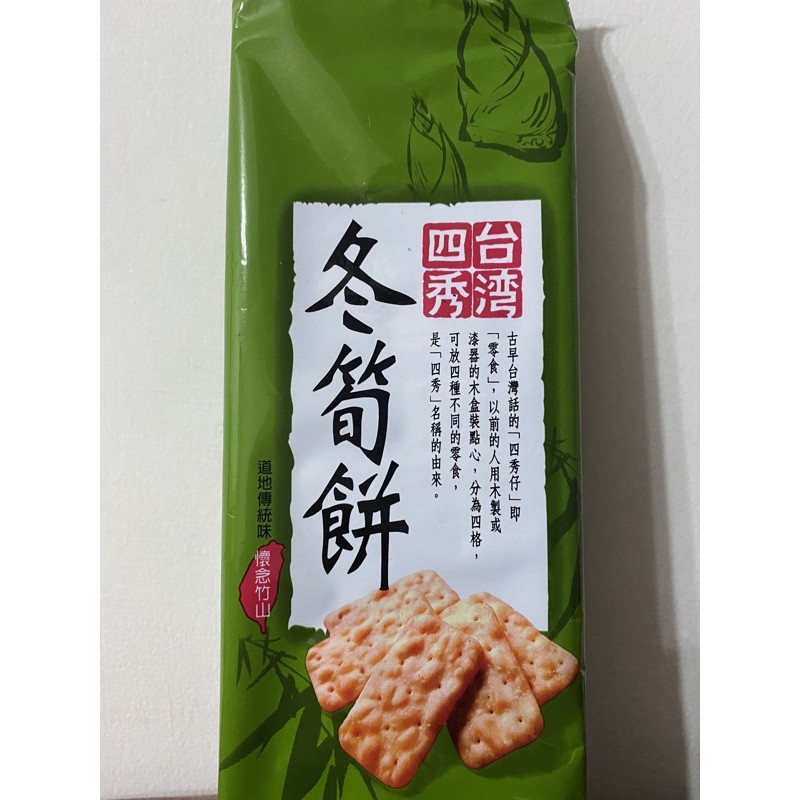 台湾
四秀
冬筍餅
古早台灣話的「四秀仔」即
「零食」，以前的人用木製或
漆器的木盒裝點心，分為四格，
可放四種不同的零食，
是「四秀」名稱的由來。
道地傳統味
懷念竹山